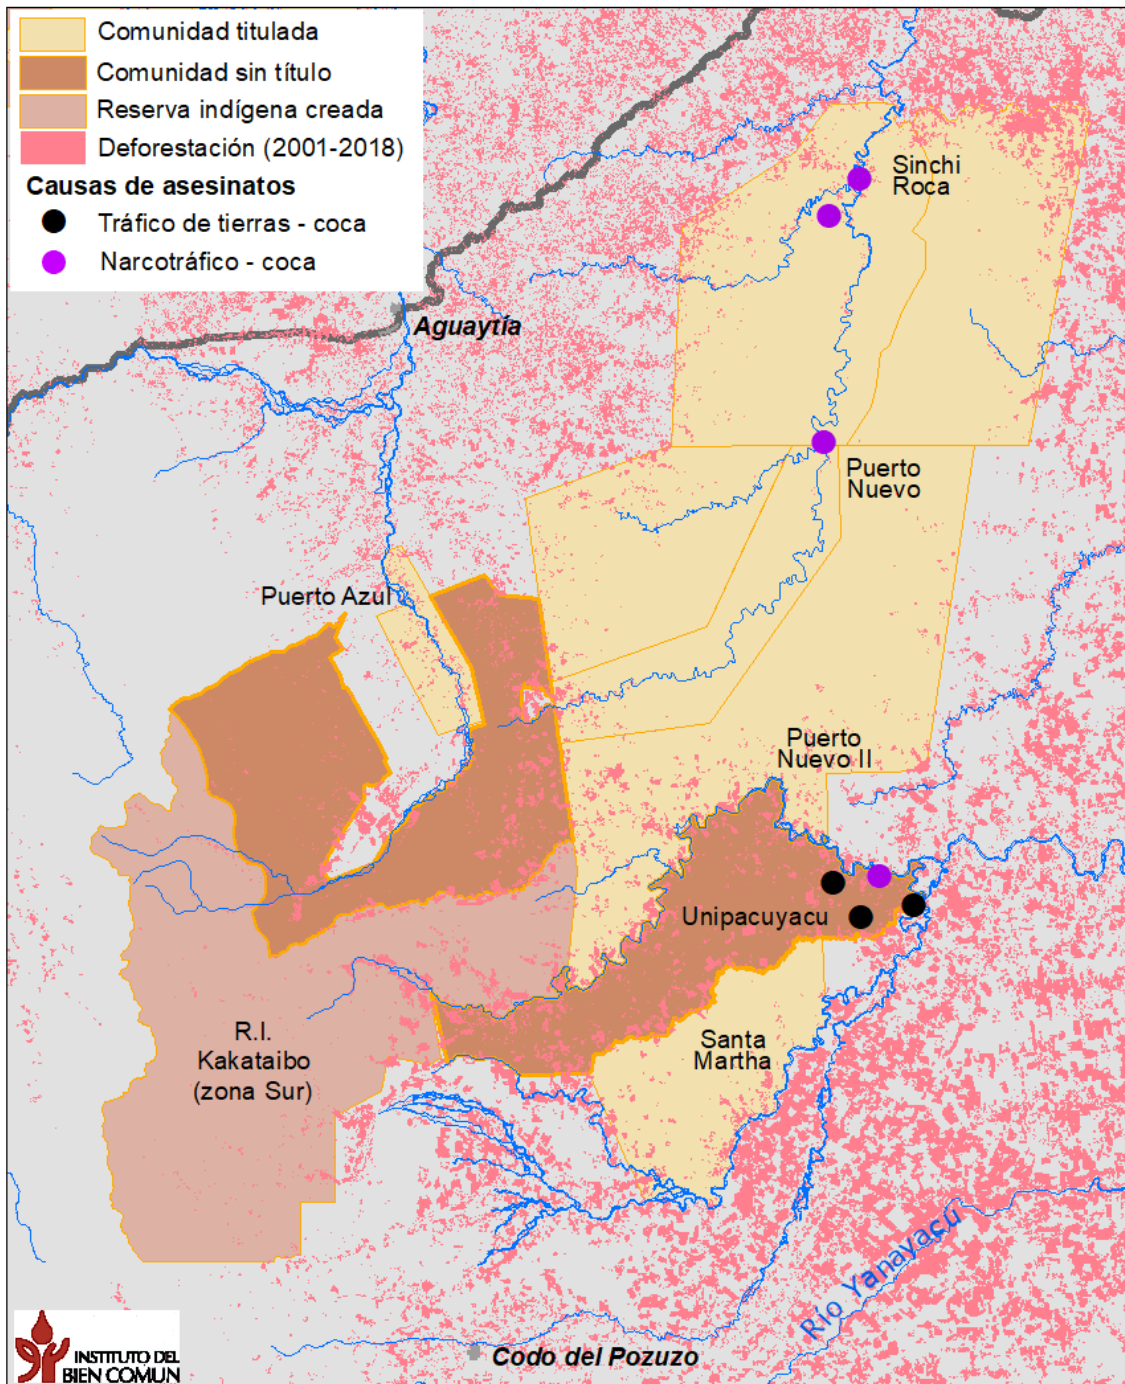 Comunidad titulada
Comunidad sin título
Reserva indígena creada
Deforestación (2001-2018)
Causas de asesinatos
Tráfico de tierras - coca
Narcotráfico - coca
Sinchi
Roca
Aguaytía
Puerto
Nuevo
Puerto Azul
Puerto
Nuevo II
Unipacuyacu
R.I.
Kakataibo
(zona Sur)
Santa
Martha
Río Yanayacu
Codo del Pozuzo
INSTITUTO DEL
BIEN COMÚN